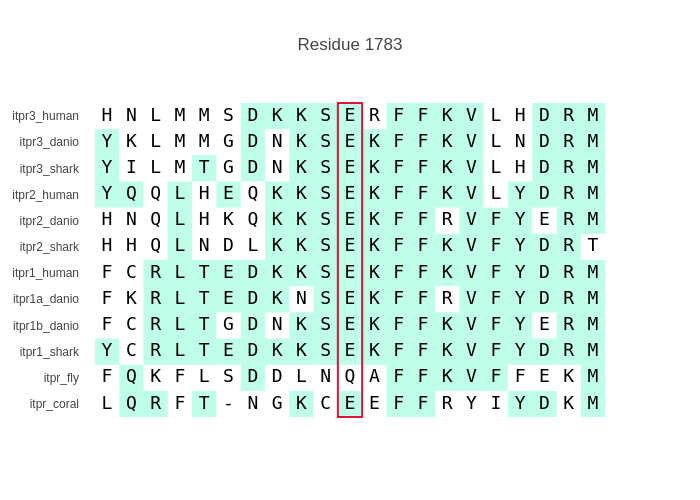 Residue 1783
itpr3_human H N L M M S D K K S E R F F K V L H D R M
itpr3_danio Y K L M M G D N K S E K F F K V L N D R M
itpr3_shark Y I L M T G D N K S E K F F K V L H D R M
itpr2_human Y Q Q L H E Q K K S E K F F K V L Y D R M
itpr2_danio H N Q L H K Q K K S E K F F R V F Y E R M
itpr2_shark H H Q L N D L K K S E K F F K V F Y D R T
itpr1_human F C R L T E D K K S E K F F K V F Y D R M
itpr1a_danio F K R L T E D K N S E K F F R V F Y D R M
itpr1b_danio F C R L T G D N K S E K F F K V F Y E R M
itpr1_shark Y C R L T E D K K S E K F F K V F Y D R M
itpr_fly F Q K F L S D D L N Q A F F K V F F E K M
itpr_coral L Q R F T - N G K C E E F F R Y I Y D K M